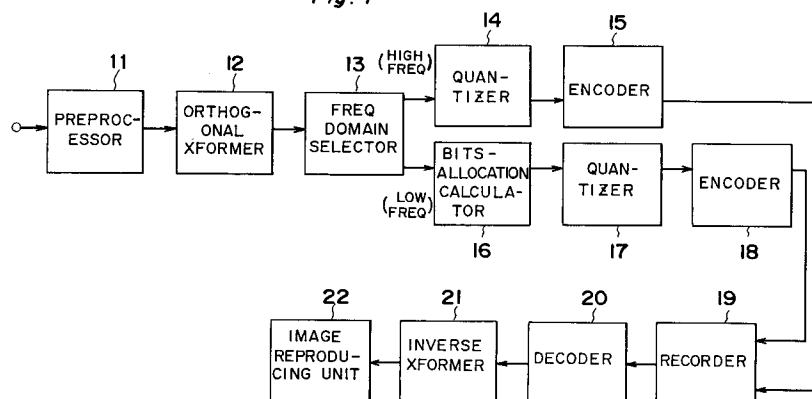 14
15
11
12
13
(HIGH
FREQ)
QUAN-
TIZER
ENCODER
PREPROC-
ESSOR
ORTHOG-
ONAL
XFORMER
FREQ
DOMAIN
SELECTOR
(LOW
FREQ)
BITS-
ALLOCATION
CALCULA-
TOR
QUAN-
TIZER
ENCODER
16
17
18
22
21
20
19
IMAGE
REPRODU-
CING UNIT
INVERSE
XFORMER
DECODER
RECORDER